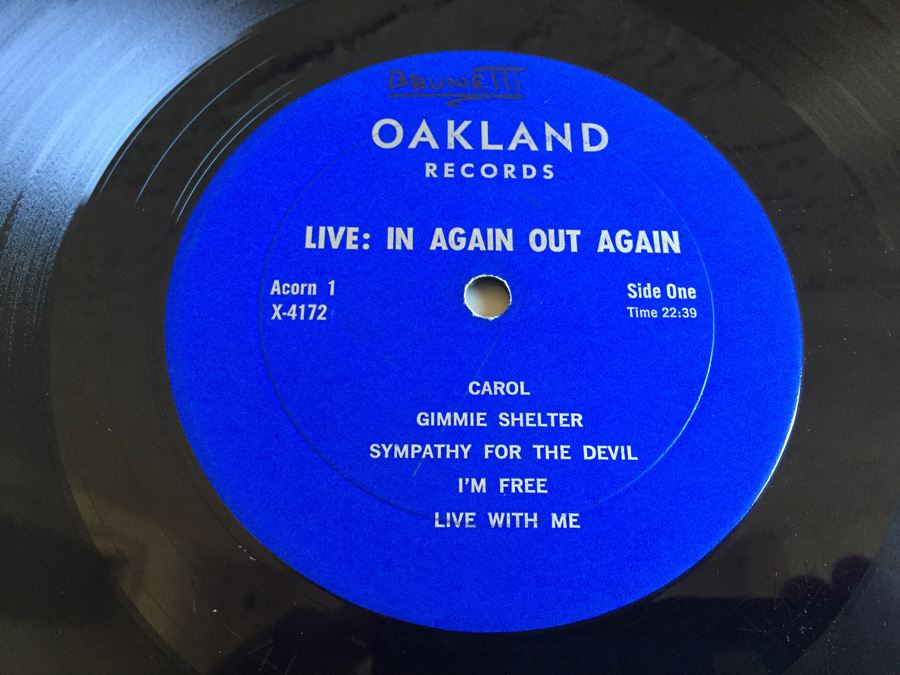 BRUNETTI
OAKLAND
RECORDS
LIVE: IN AGAIN OUT AGAIN
Acorn 1
X-4172
Side One
Time 22:39
CAROL
GIMMIE SHELTER
SYMPATHY FOR THE DEVIL
I'M FREE
LIVE WITH ME